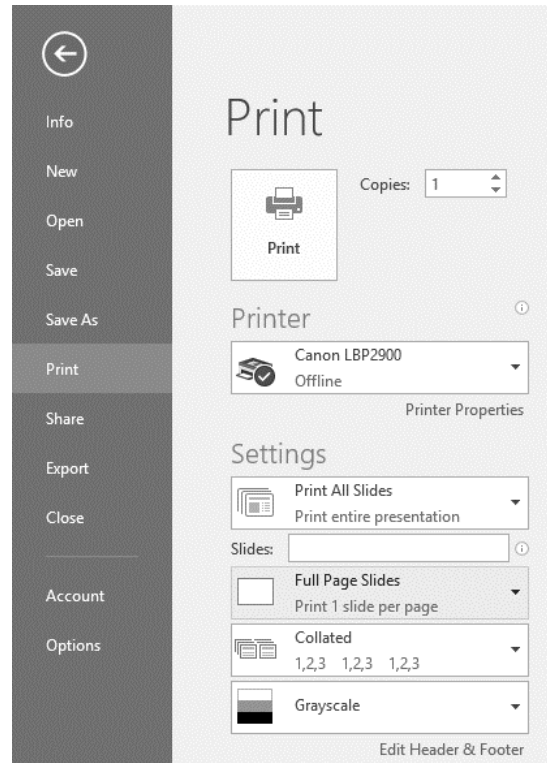 Info
New
Open
Save
Save As
Print
Share
Export
Close
Account
Options
Print
Copies: 1
Print
Printer
Canon LBP2900
Offline
Printer Properties
Settings
Print All Slides
Print entire presentation
Slides:
Full Page Slides
Print 1 slide per page
Collated
1,2,3 1,2,3 1,2,3
Grayscale
Edit Header & Footer